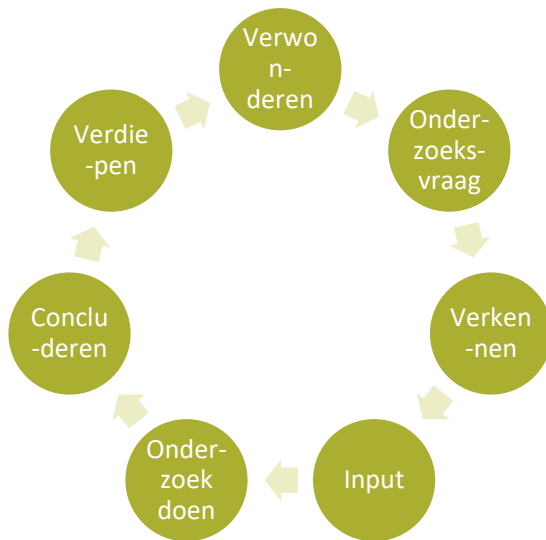 Verwo
n-
deren
Onder-
zoeks-
vraag
Verken
-nen
Input
Onder-
zoek
doen
Conclu
-deren
Verdie
-pen